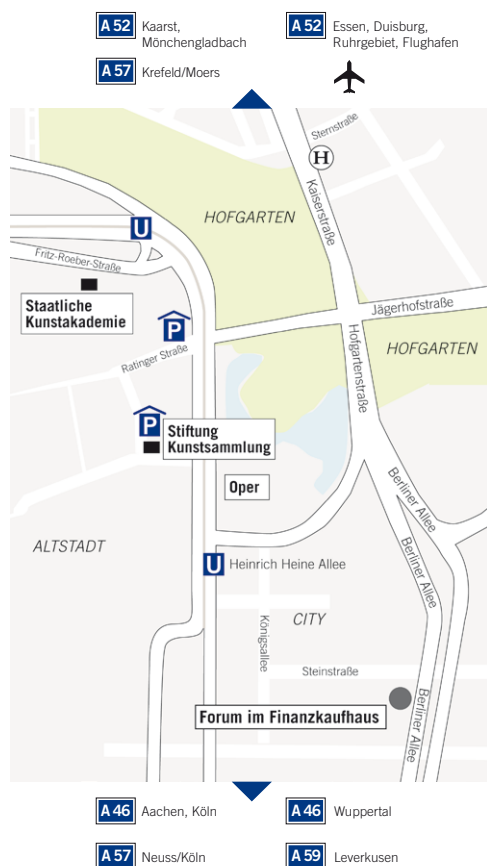 A 52 Kaarst,
Mönchengladbach
A 52 Essen, Duisburg,
Ruhrgebiet, Flughafen
A 57 Krefeld/Moers
Sternstraße
H
Kaiserstraße
HOFGARTEN
U
Fritz-Roeber-Straße
Staatliche
Kunstakademie
P
Jägerhofstraße
Ratinger Straße
Hofgartenstraße
HOFGARTEN
P
Stiftung
Kunstsammlung
Oper
Berliner Allee
ALTSTADT
U Heinrich Heine Allee
Berliner Allee
CITY
Königsallee
Steinstraße
Forum im Finanzkaufhaus
Berliner Allee
A 46 Aachen, Köln
A 46 Wuppertal
A 57 Neuss/Köln
A 59 Leverkusen